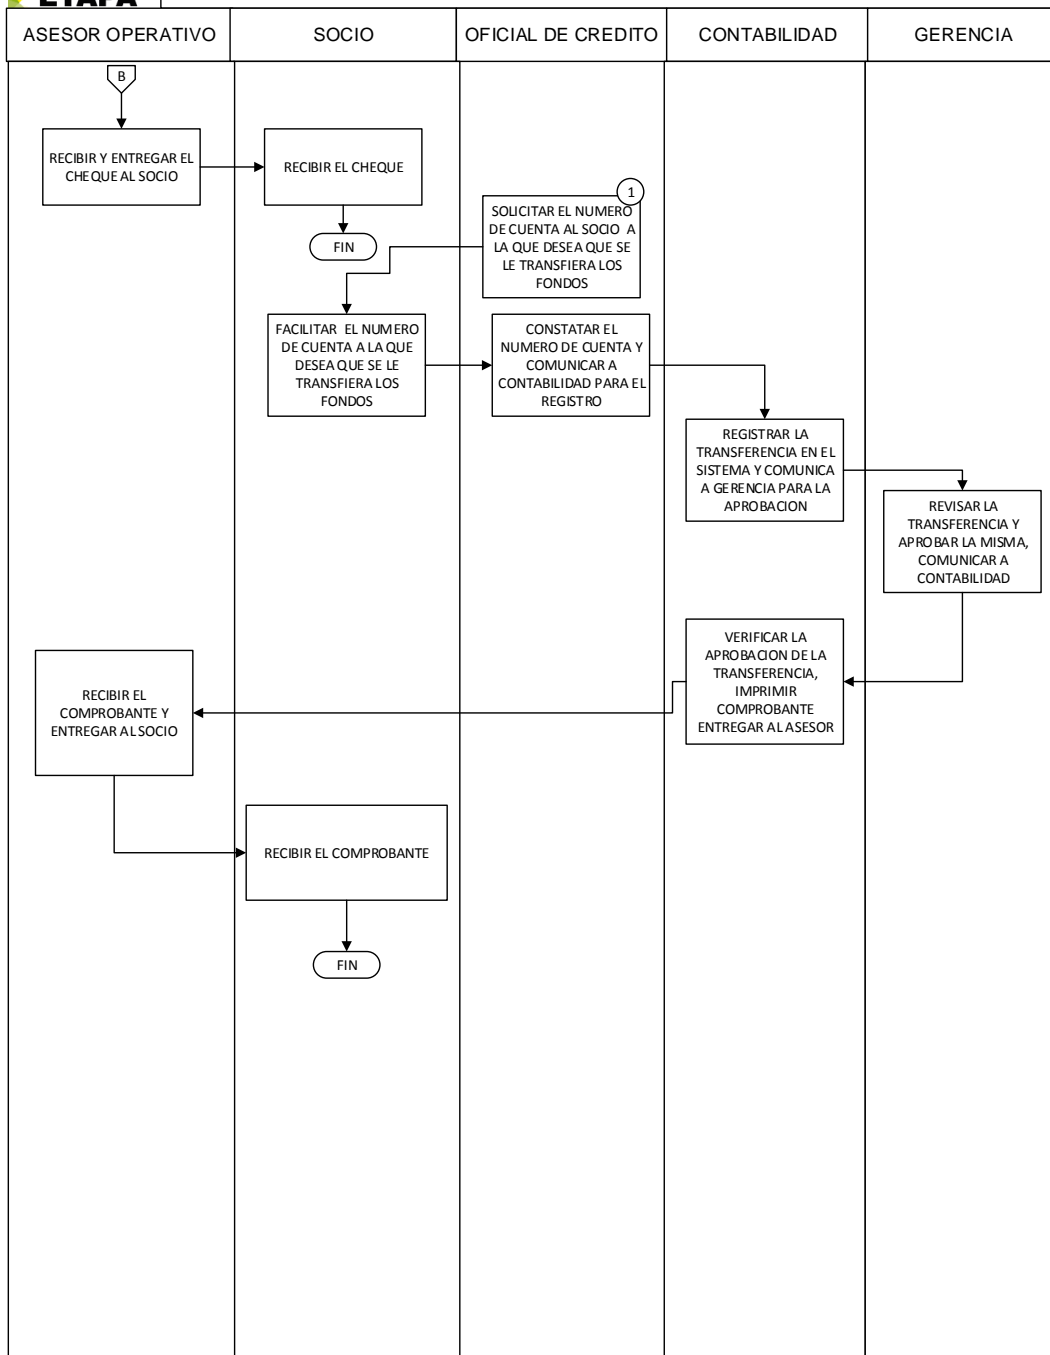 ETAPA
ASESOR OPERATIVO
SOCIO
OFICIAL DE CREDITO
CONTABILIDAD
GERENCIA
B
RECIBIR Y ENTREGAR EL
CHEQUE AL SOCIO
RECIBIR EL CHEQUE
FIN
1
SOLICITAR EL NUMERO
DE CUENTA AL SOCIO A
LA QUE DESEA QUE SE
LE TRANSFIERA LOS
FONDOS
FACILITAR EL NUMERO
DE CUENTA A LA QUE
DESEA QUE SE LE
TRANSFIERA LOS
FONDOS
CONSTATAR EL
NUMERO DE CUENTA Y
COMUNICAR A
CONTABILIDAD PARA EL
REGISTRO
REGISTRAR LA
TRANSFERENCIA EN EL
SISTEMA Y COMUNICA
A GERENCIA PARA LA
APROBACION
REVISAR LA
TRANSFERENCIA Y
APROBAR LA MISMA,
COMUNICAR A
CONTABILIDAD
VERIFICAR LA
APROBACION DE LA
TRANSFERENCIA,
IMPRIMIR
COMPROBANTE
ENTREGAR AL ASESOR
RECIBIR EL
COMPROBANTE Y
ENTREGAR AL SOCIO
RECIBIR EL COMPROBANTE
FIN